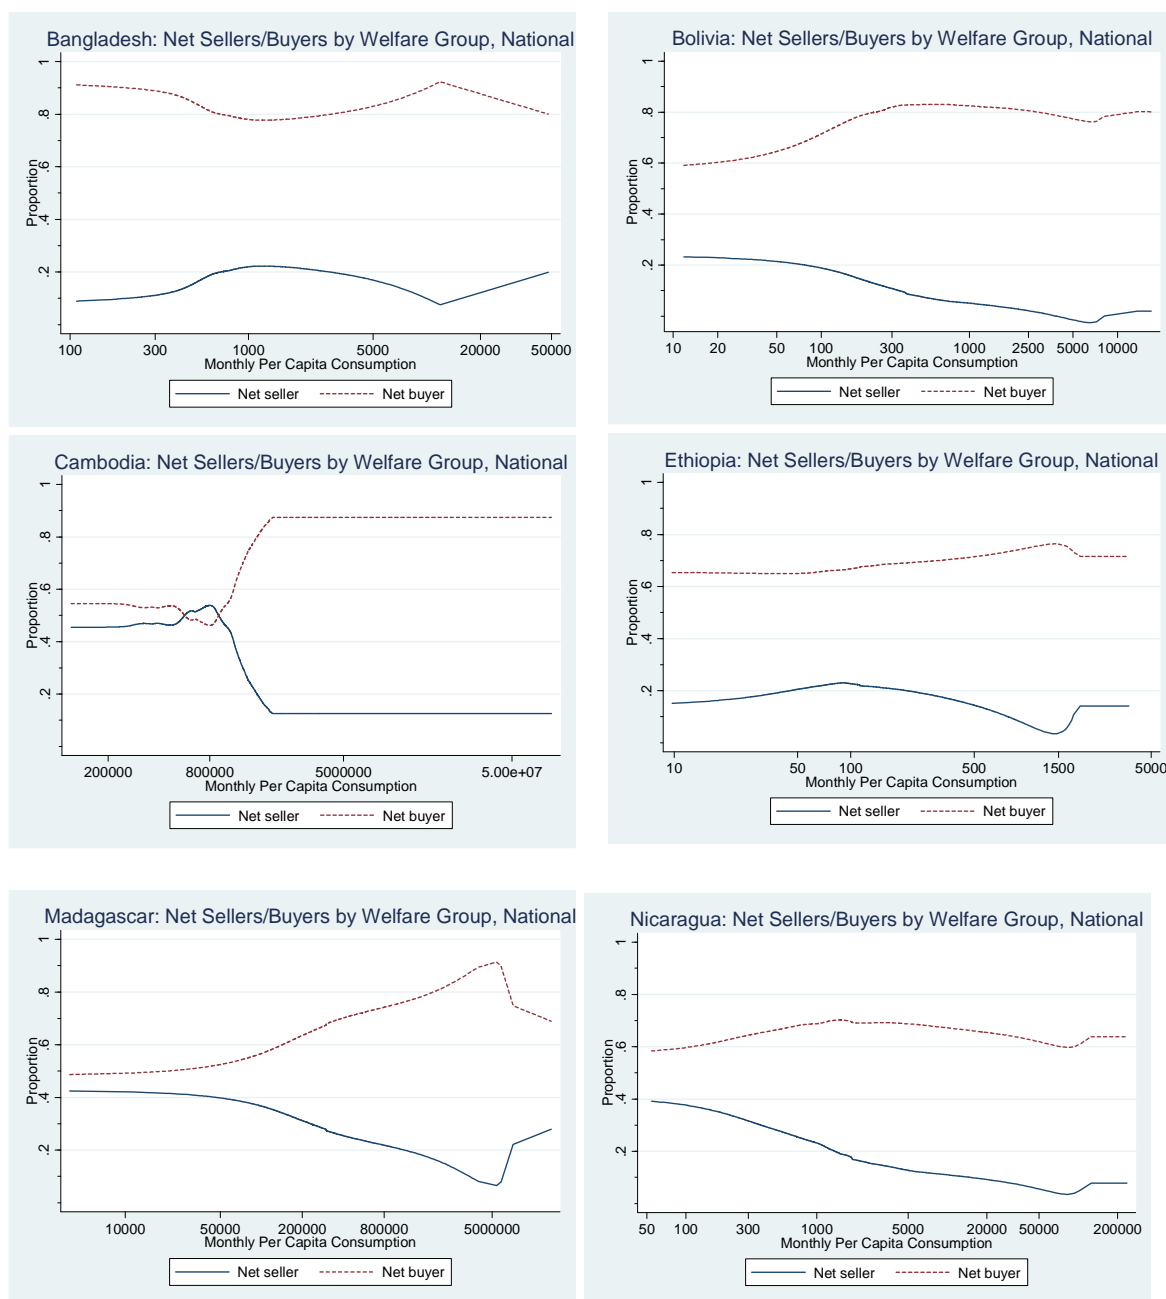 Bangladesh: Net Sellers/Buyers by Welfare Group, National
Proportion
1
.8
.6
.4
.2
100 300 1000 5000 20000 50000
Monthly Per Capita Consumption
Net seller Net buyer
Bolivia: Net Sellers/Buyers by Welfare Group, National
Proportion
1
.8
.6
.4
.2
10 20 50 100 300 1000 2500 5000 10000
Monthly Per Capita Consumption
Net seller Net buyer
Cambodia: Net Sellers/Buyers by Welfare Group, National
Proportion
1
.8
.6
.4
.2
200000 800000 5000000 5.00e+07
Monthly Per Capita Consumption
Net seller Net buyer
Ethiopia: Net Sellers/Buyers by Welfare Group, National
Proportion
1
.8
.6
.4
.2
10 50 100 500 1500 5000
Monthly Per Capita Consumption
Net seller Net buyer
Madagascar: Net Sellers/Buyers by Welfare Group, National
Proportion
1
.8
.6
.4
.2
10000 50000 200000 800000 5000000
Monthly Per Capita Consumption
Net seller Net buyer
Nicaragua: Net Sellers/Buyers by Welfare Group, National
Proportion
1
.8
.6
.4
.2
50 100 300 1000 5000 20000 50000 200000
Monthly Per Capita Consumption
Net seller Net buyer